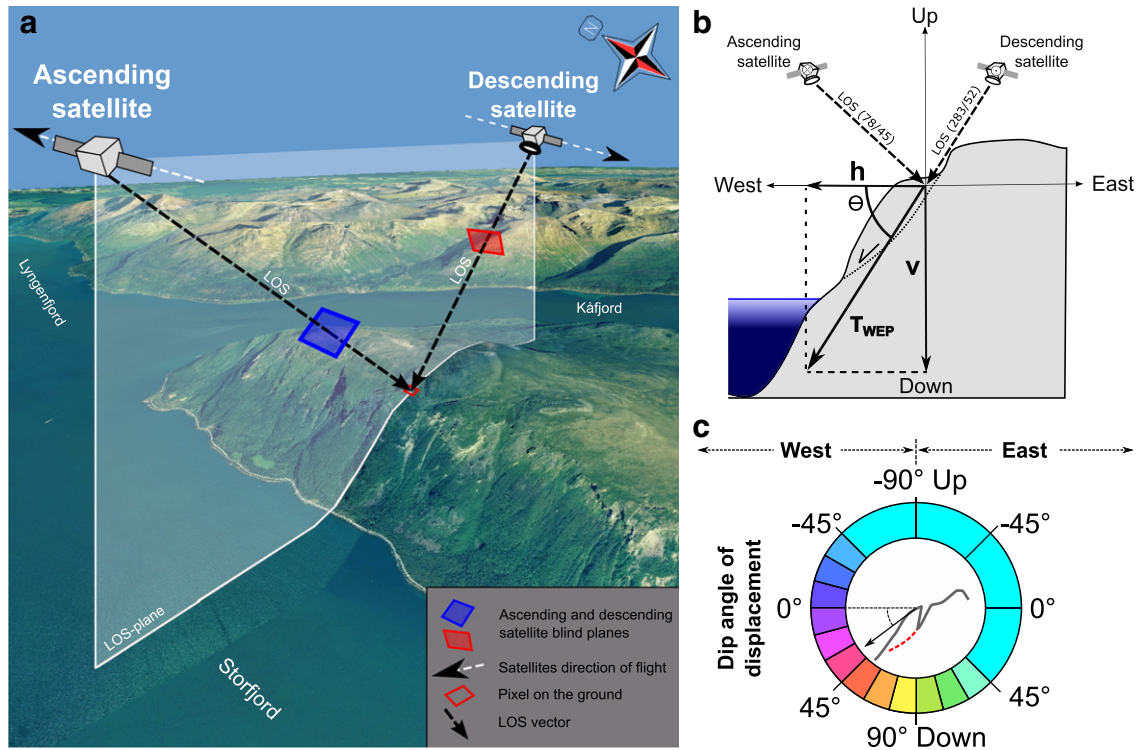 a
N
Ascending
satellite
Descending
satellite
LOS
LOS
Lyngenfjord
Kåfjord
LOS-plane
Storfjord
Ascending and descending
satellite blind planes
Satellites direction of flight
Pixel on the ground
LOS vector
b
Up
Ascending
satellite
Descending
satellite
LOS (78/45)
LOS (283/52)
West
h
East
Θ
v
T WEP
Down
c
West
East
-90° Up
-45°
-45°
Dip angle of
displacement
0°
0°
45°
45°
90° Down